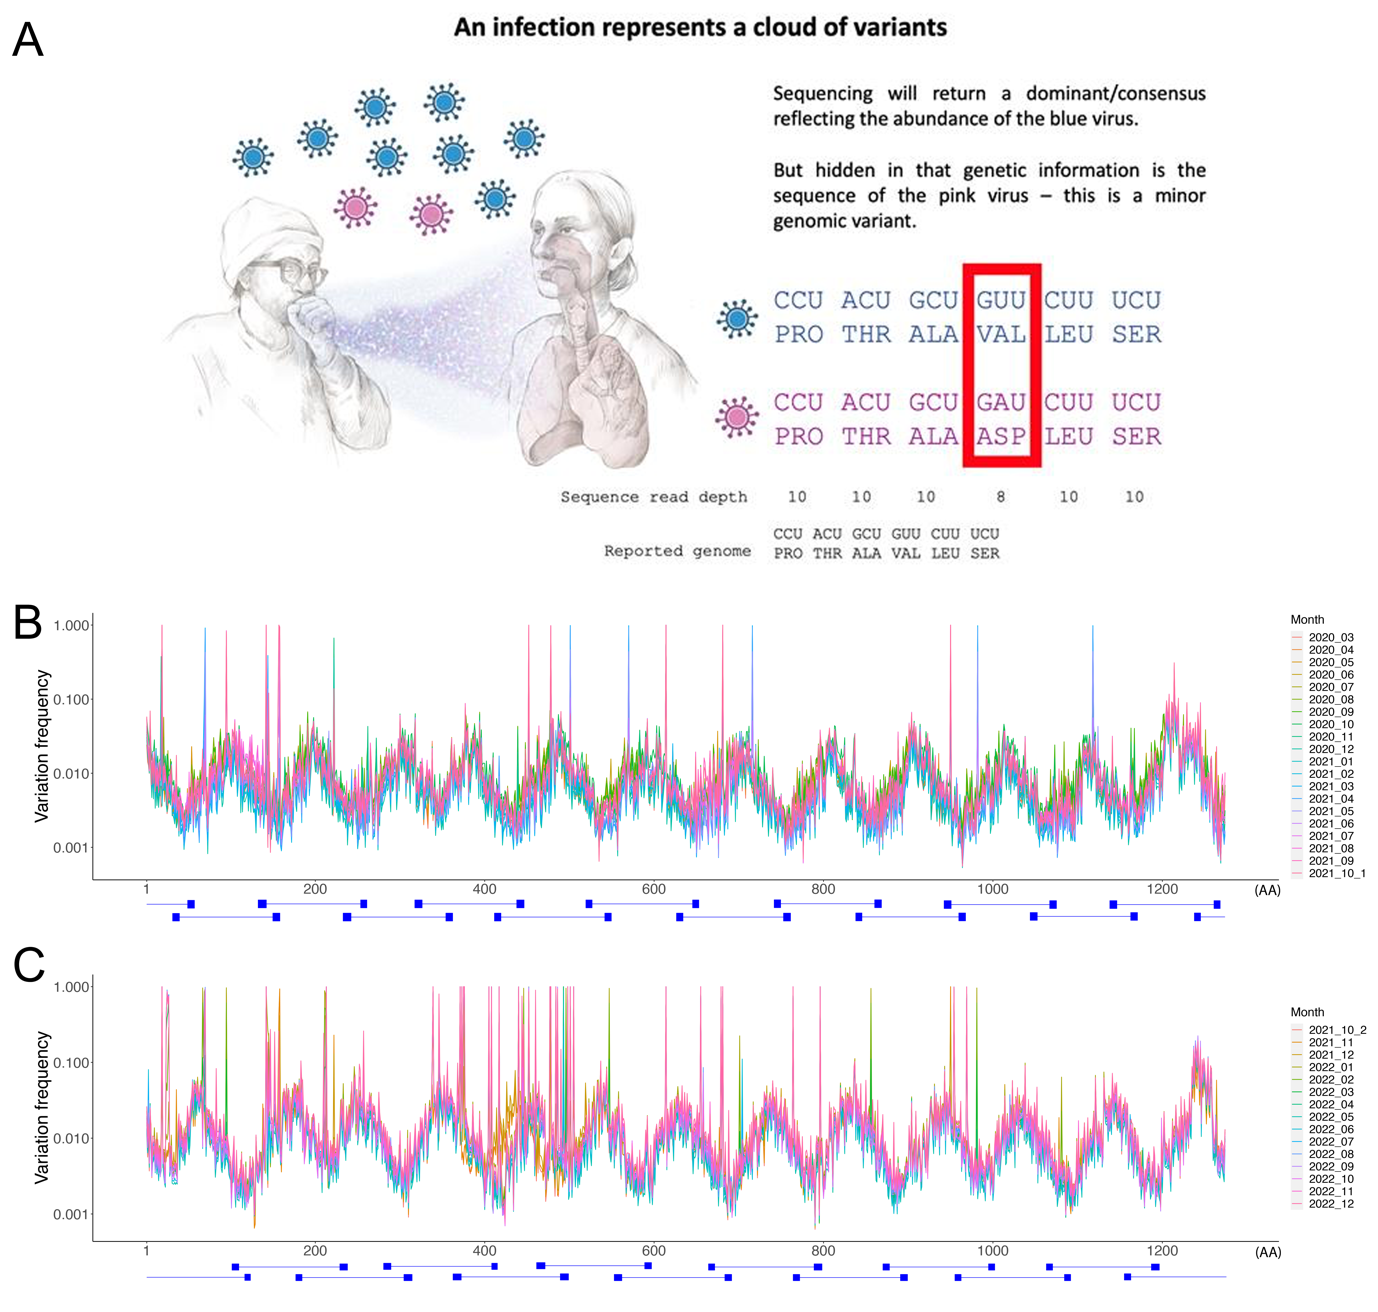 A
An infection represents a cloud of variants
Sequencing will return a dominant/consensus
reflecting the abundance of the blue virus.
But hidden in that genetic information is the
sequence of the pink virus – this is a minor
genomic variant.
CCU ACU GCU GUU CUU UCU
PRO THR ALA VAL LEU SER
CCU ACU GCU GAU CUU UCU
PRO THR ALA ASP LEU SER
Sequence read depth 10 10 10 8 10 10
CCU ACU GCU GUU CUU UCU
Reported genome PRO THR ALA VAL LEU SER
B
Variation frequency
1.000
0.100
0.010
0.001
1 200 400 600 800 1000 1200 (AA)
Month
2020_03
2020_04
2020_05
2020_06
2020_07
2020_08
2020_09
2020_10
2020_11
2020_12
2021_01
2021_02
2021_03
2021_04
2021_05
2021_06
2021_07
2021_08
2021_09
2021_10_1
C
Variation frequency
1.000
0.100
0.010
0.001
1 200 400 600 800 1000 1200 (AA)
Month
2021_10_2
2021_11
2021_12
2022_01
2022_02
2022_03
2022_04
2022_05
2022_06
2022_07
2022_08
2022_09
2022_10
2022_11
2022_12